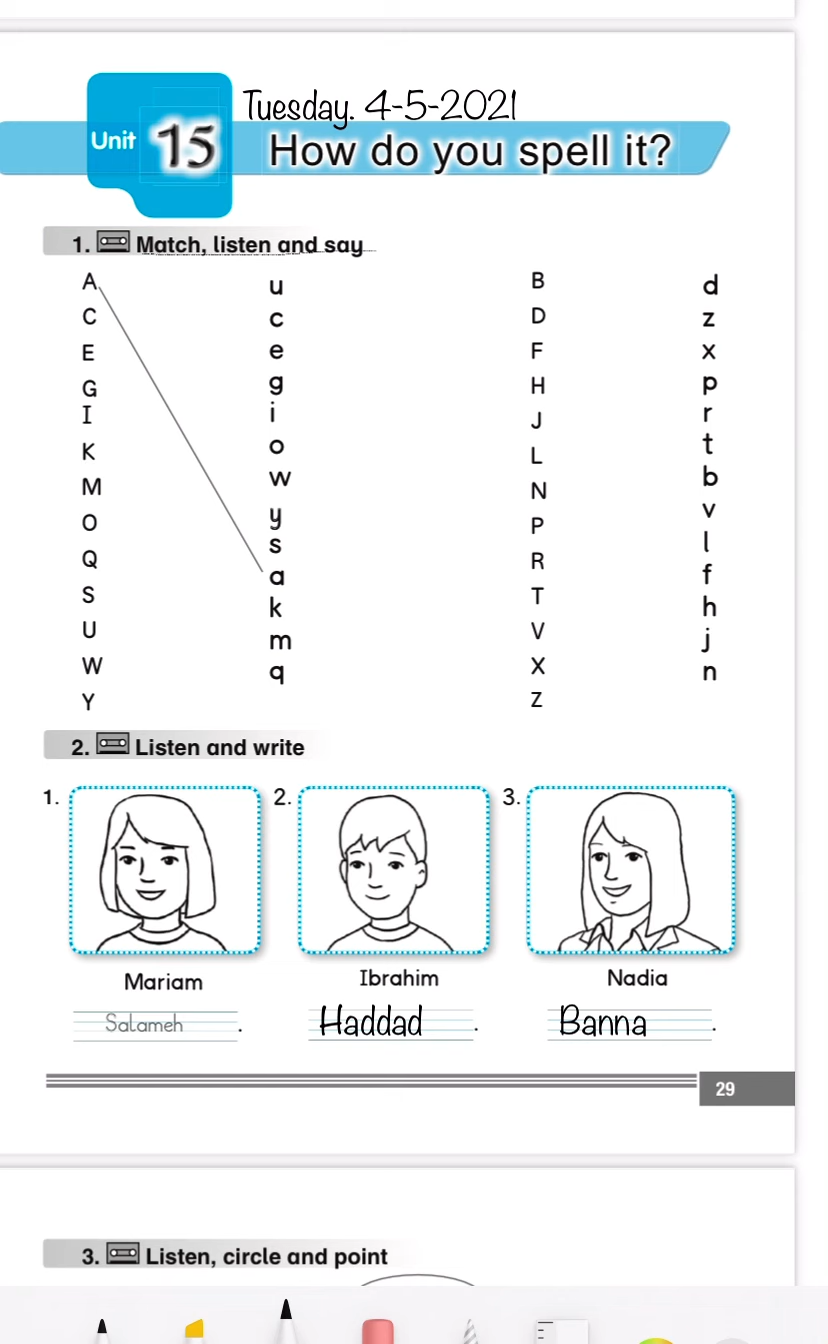 Tuesday. 4-5-2021
Unit 15 How do you spell it?
1. Match, listen and say
A u B d
C c D z
E e F x
G g H p
I i J r
K o L t
M w N b
O y P v
Q s R l
S a T f
U k V h
W m X j
Y q Z n
2. Listen and write
1. 2. 3.
Mariam Ibrahim Nadia
Salameh . Haddad . Banna .
29
3. Listen, circle and point